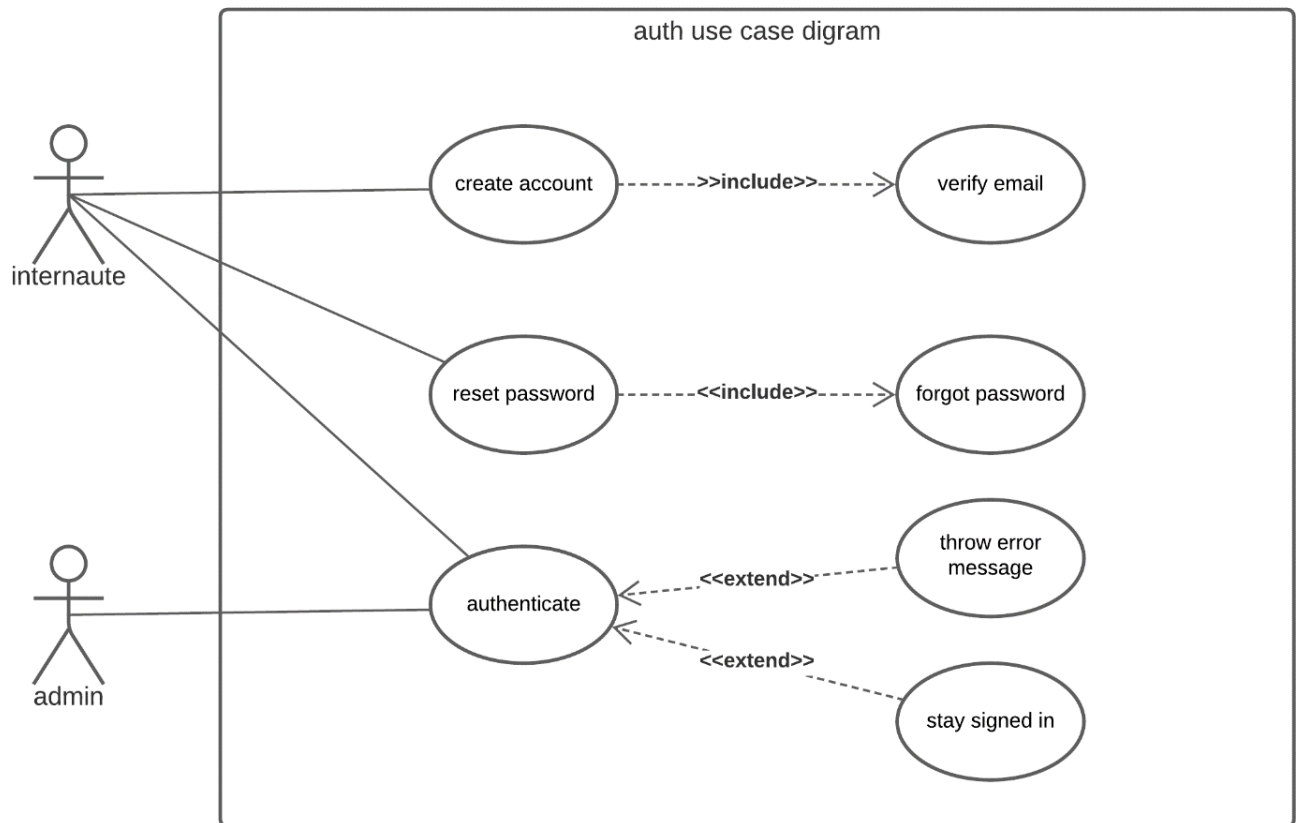 auth use case digram
create account
>>include>>
verify email
internaute
reset password
<<include>>
forgot password
throw error
message
<<extend>>
authenticate
<<extend>>
admin
stay signed in